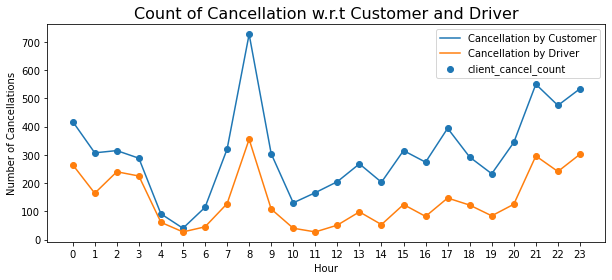 Count of Cancellation w.r.t Customer and Driver
Cancellation by Customer
Cancellation by Driver
client_cancel_count
Number of Cancellations
700
600
500
400
300
200
100
0
0 1 2 3 4 5 6 7 8 9 10 11 12 13 14 15 16 17 18 19 20 21 22 23
Hour